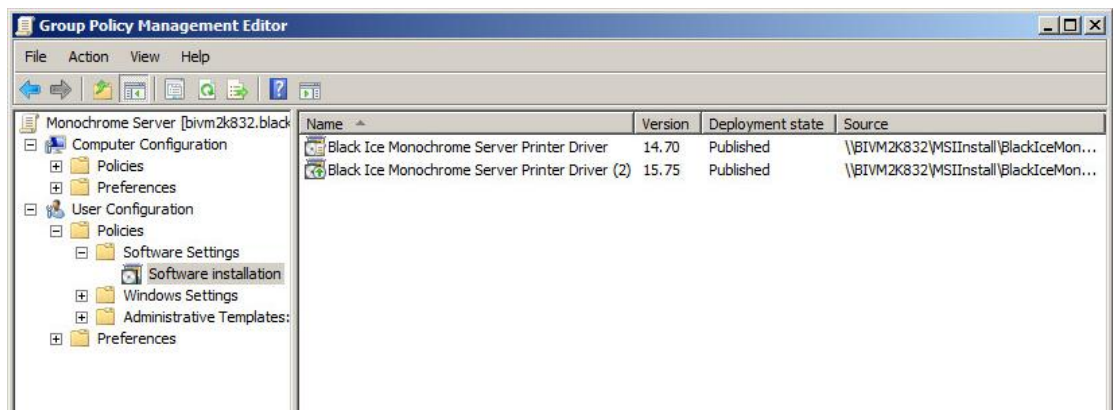 Group Policy Management Editor
File Action View Help
Monochrome Server [bivm2k832.black
Computer Configuration
Policies
Preferences
User Configuration
Policies
Software Settings
Software installation
Windows Settings
Administrative Templates:
Preferences
Name Version Deployment state Source
Black Ice Monochrome Server Printer Driver 14.70 Published \\BIVM2K832\MSIInstall\BlackIceMon...
Black Ice Monochrome Server Printer Driver (2) 15.75 Published \\BIVM2K832\MSIInstall\BlackIceMon...